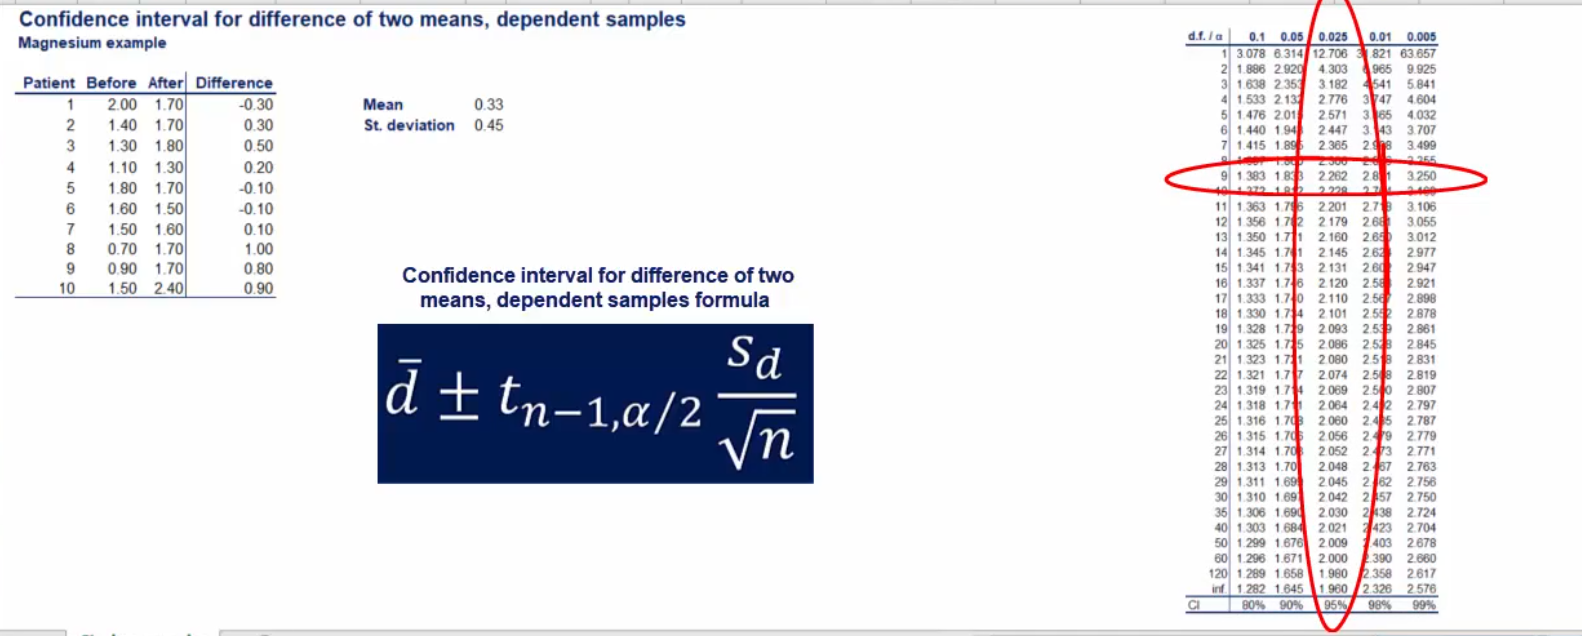 Confidence interval for difference of two means, dependent samples
Magnesium example
Patient Before After Difference
1 2.00 1.70 -0.30
2 1.40 1.70 0.30
3 1.30 1.80 0.50
4 1.10 1.30 0.20
5 1.80 1.70 -0.10
6 1.60 1.50 -0.10
7 1.50 1.60 0.10
8 0.70 1.70 1.00
9 0.90 1.70 0.80
10 1.50 2.40 0.90
Mean 0.33
St. deviation 0.45
Confidence interval for difference of two
means, dependent samples formula
d̄ ± t_{n−1,α/2} s_d/√n
d.f. / α 0.1 0.05 0.025 0.01 0.005
1 3.078 6.314 12.706 31.821 63.657
2 1.886 2.920 4.303 6.965 9.925
3 1.638 2.353 3.182 4.541 5.841
4 1.533 2.132 2.776 3.747 4.604
5 1.476 2.015 2.571 3.365 4.032
6 1.440 1.943 2.447 3.143 3.707
7 1.415 1.895 2.365 2.998 3.499
8
9 1.383 1.833 2.262 2.821 3.250
10 1.372 1.812 2.228 2.764 3.169
11 1.363 1.796 2.201 2.718 3.106
12 1.356 1.782 2.179 2.681 3.055
13 1.350 1.771 2.160 2.650 3.012
14 1.345 1.761 2.145 2.624 2.977
15 1.341 1.753 2.131 2.602 2.947
16 1.337 1.746 2.120 2.583 2.921
17 1.333 1.740 2.110 2.567 2.898
18 1.330 1.734 2.101 2.552 2.878
19 1.328 1.729 2.093 2.539 2.861
20 1.325 1.725 2.086 2.528 2.845
21 1.323 1.721 2.080 2.518 2.831
22 1.321 1.717 2.074 2.508 2.819
23 1.319 1.714 2.069 2.500 2.807
24 1.318 1.711 2.064 2.492 2.797
25 1.316 1.708 2.060 2.485 2.787
26 1.315 1.706 2.056 2.479 2.779
27 1.314 1.703 2.052 2.473 2.771
28 1.313 1.701 2.048 2.467 2.763
29 1.311 1.699 2.045 2.462 2.756
30 1.310 1.697 2.042 2.457 2.750
35 1.306 1.690 2.030 2.438 2.724
40 1.303 1.684 2.021 2.423 2.704
50 1.299 1.676 2.009 2.403 2.678
60 1.296 1.671 2.000 2.390 2.660
120 1.289 1.658 1.980 2.358 2.617
inf 1.282 1.645 1.960 2.326 2.576
CI 80% 90% 95% 98% 99%